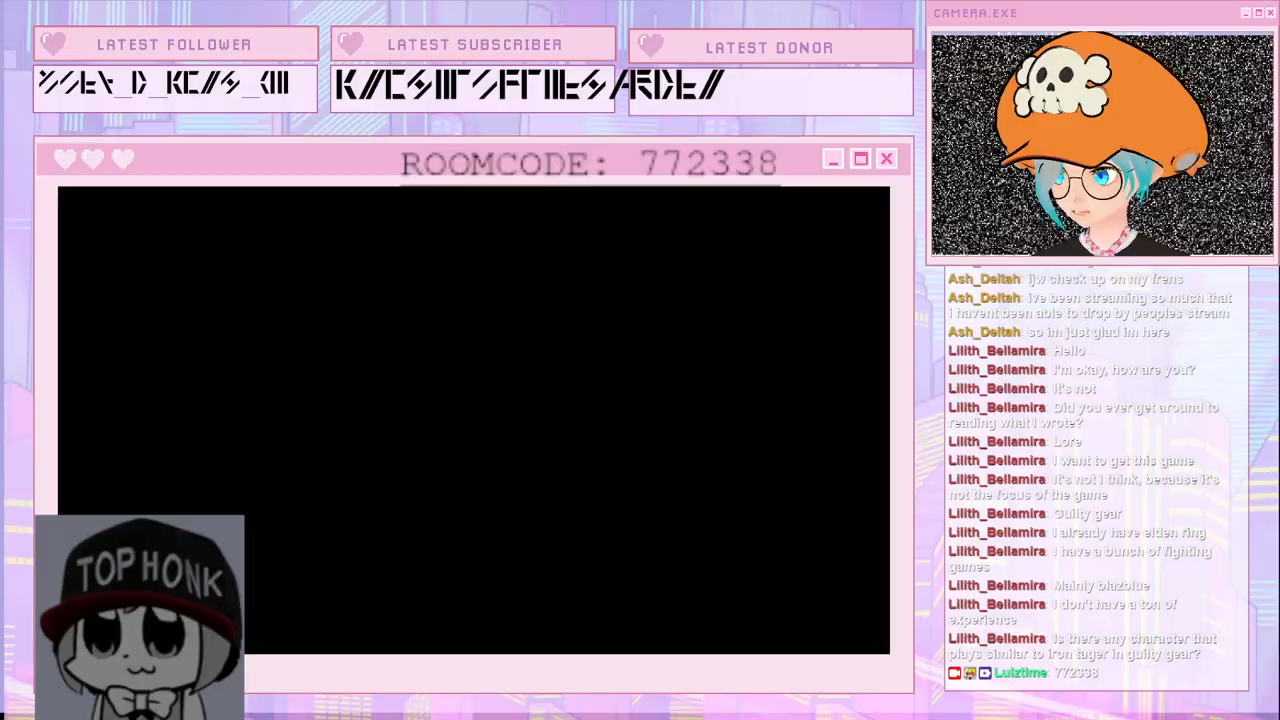 LATEST FOLLOWER
LATEST SUBSCRIBER
LATEST DONOR
CAMERA.EXE
ROOMCODE: 772338
TOP HONK
Ash_Deltah ijw check up on my frens
Ash_Deltah ive been streaming so much that
i havent been able to drop by peoples stream
Ash_Deltah so im just glad im here
Lilith_Bellamira Hello
Lilith_Bellamira I'm okay, how are you?
Lilith_Bellamira It's not
Lilith_Bellamira Did you ever get around to
reading what I wrote?
Lilith_Bellamira Lore
Lilith_Bellamira I want to get this game
Lilith_Bellamira It's not I think, because it's
not the focus of the game
Lilith_Bellamira Guilty gear
Lilith_Bellamira I already have elden ring
Lilith_Bellamira I have a bunch of fighting
games
Lilith_Bellamira Mainly blazblue
Lilith_Bellamira I don't have a ton of
experience
Lilith_Bellamira Is there any character that
plays similar to iron tager in guilty gear?
Luiztime 772338